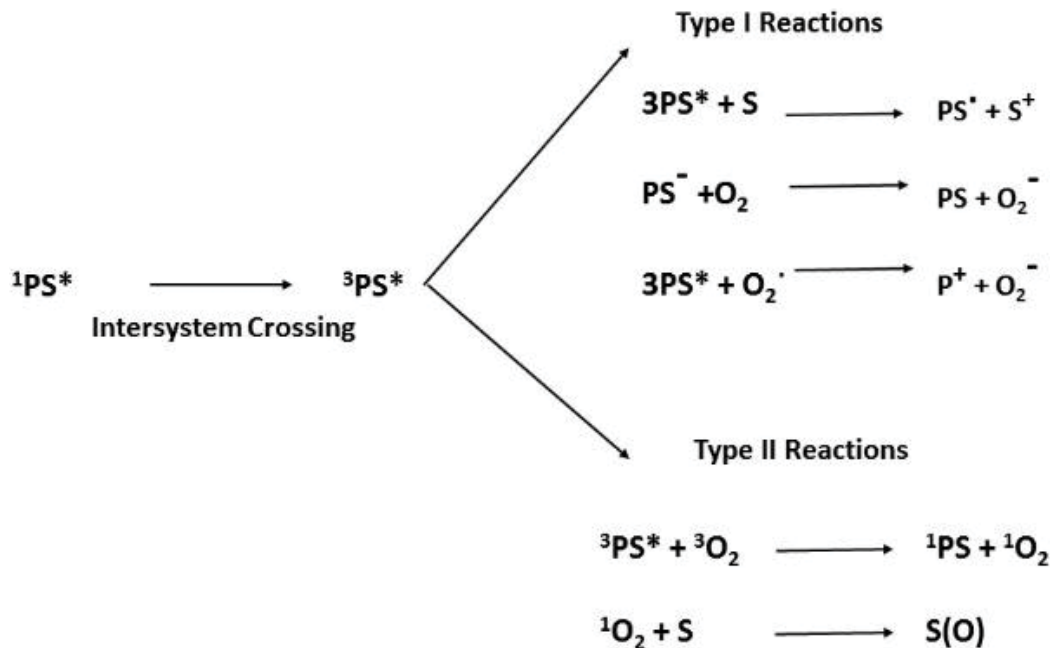 Type I Reactions
3PS* + S → PS• + S⁺
PS⁻ +O₂ → PS + O₂⁻
¹PS* → ³PS*
3PS* + O₂· → P⁺ + O₂⁻
Intersystem Crossing
Type II Reactions
³PS* + ³O₂ → ¹PS + ¹O₂
¹O₂ + S → S(O)